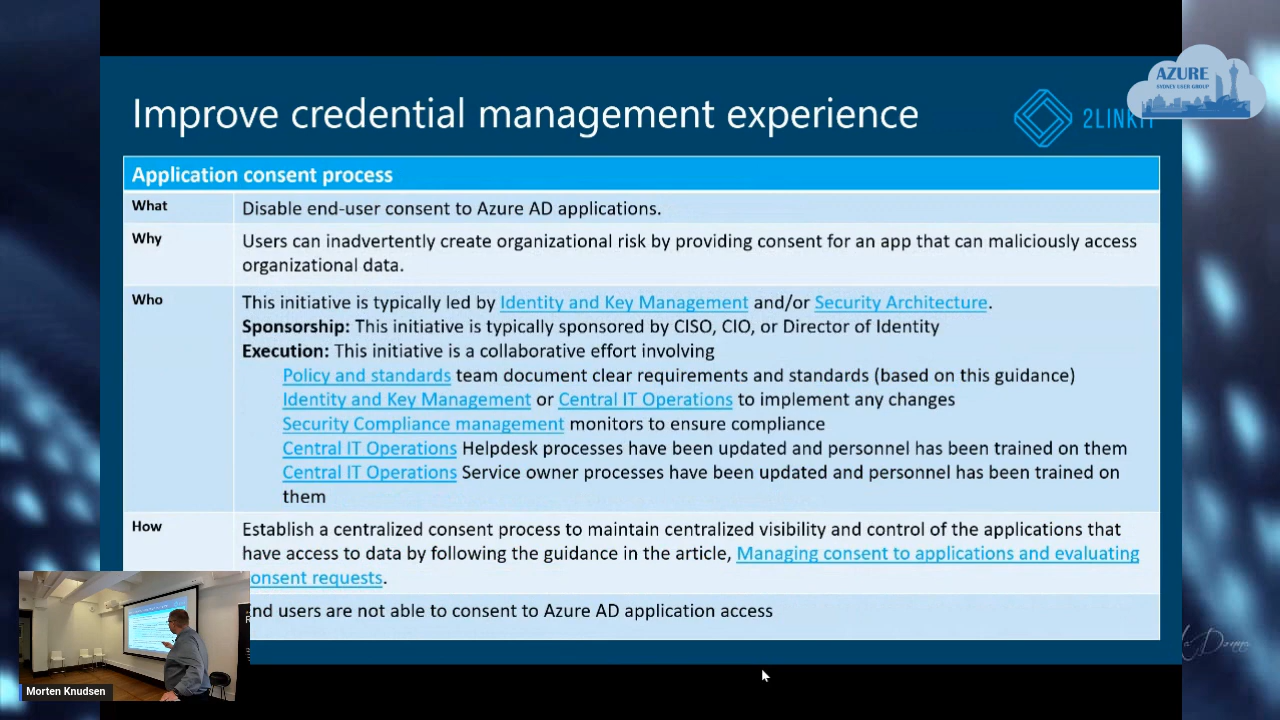 Improve credential management experience
2LINKIT
AZURE
SYDNEY USER GROUP
Application consent process
What
Disable end-user consent to Azure AD applications.
Why
Users can inadvertently create organizational risk by providing consent for an app that can maliciously access
organizational data.
Who
This initiative is typically led by Identity and Key Management and/or Security Architecture.
Sponsorship: This initiative is typically sponsored by CISO, CIO, or Director of Identity
Execution: This initiative is a collaborative effort involving
Policy and standards team document clear requirements and standards (based on this guidance)
Identity and Key Management or Central IT Operations to implement any changes
Security Compliance management monitors to ensure compliance
Central IT Operations Helpdesk processes have been updated and personnel has been trained on them
Central IT Operations Service owner processes have been updated and personnel has been trained on
them
How
Establish a centralized consent process to maintain centralized visibility and control of the applications that
have access to data by following the guidance in the article, Managing consent to applications and evaluating
onsent requests.
nd users are not able to consent to Azure AD application access
Morten Knudsen